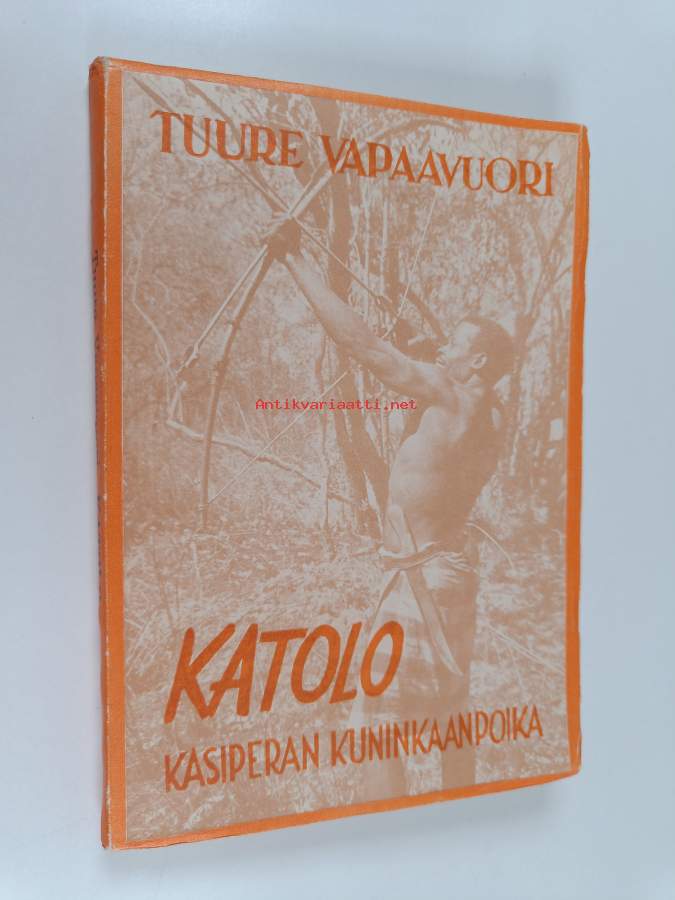 TUURE VAPAAVUORI
Antikvariaatti.net
KATOLO
KASIPERAN KUNINKAANPOIKA